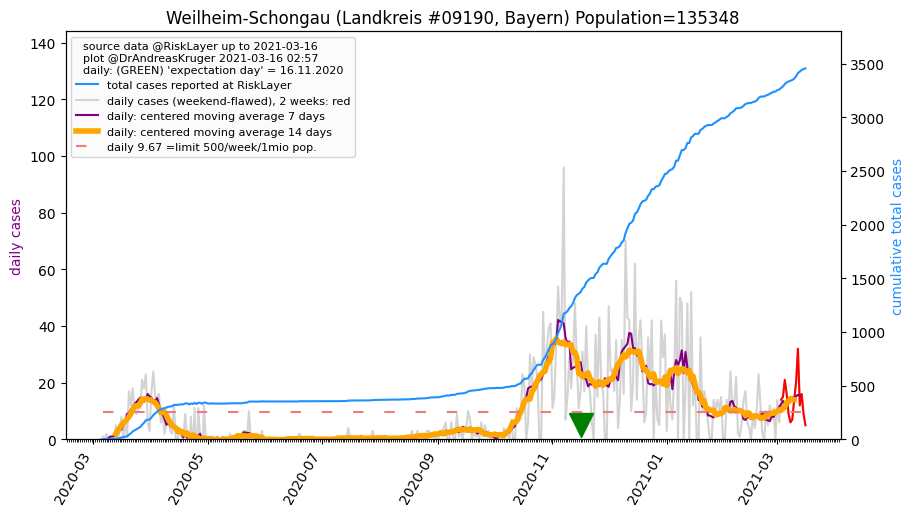 Weilheim-Schongau (Landkreis #09190, Bayern) Population=135348
source data @RiskLayer up to 2021-03-16
plot @DrAndreasKruger 2021-03-16 02:57
daily: (GREEN) 'expectation day' = 16.11.2020
total cases reported at RiskLayer
daily cases (weekend-flawed), 2 weeks: red
daily: centered moving average 7 days
daily: centered moving average 14 days
daily 9.67 =limit 500/week/1mio pop.
daily cases
140
120
100
80
60
40
20
0
cumulative total cases
3500
3000
2500
2000
1500
1000
500
0
2020-03
2020-05
2020-07
2020-09
2020-11
2021-01
2021-03